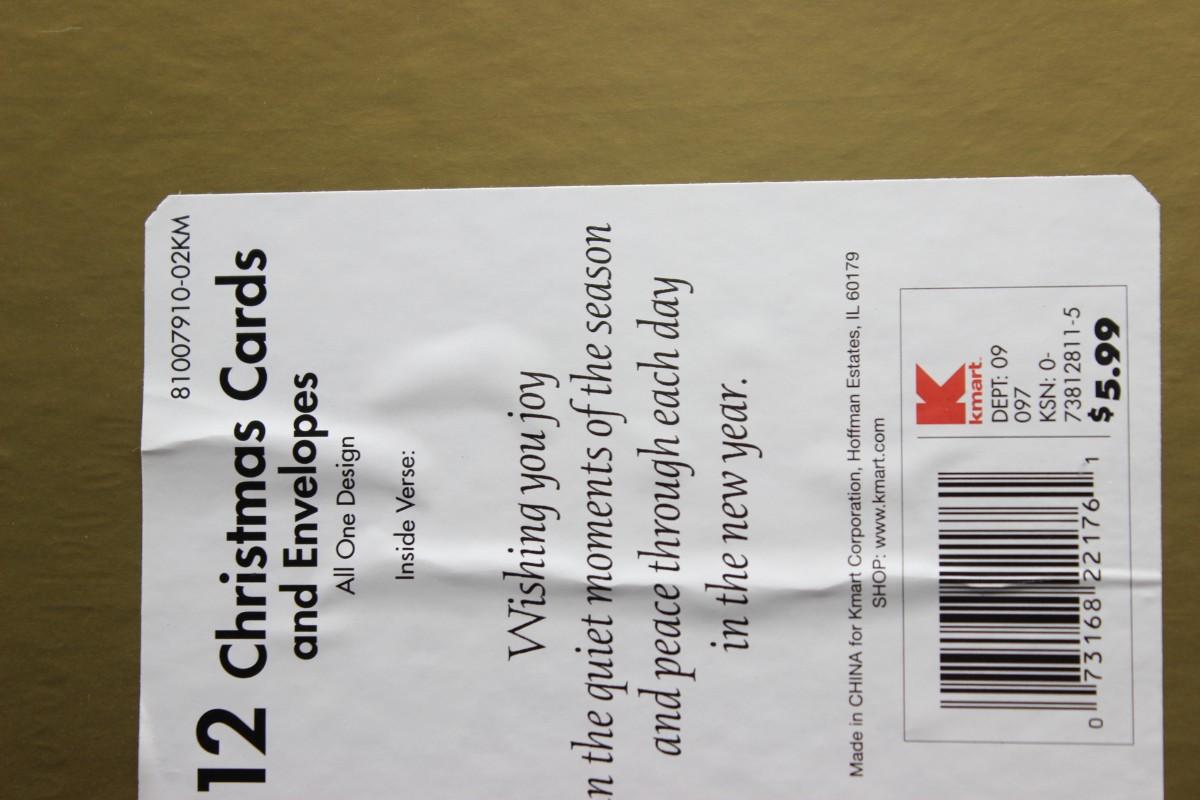 81007910-02KM
12 Christmas Cards
and Envelopes
All One Design
Inside Verse:
Wishing you joy
n the quiet moments of the season
and peace through each day
in the new year.
Made in CHINA for Kmart Corporation, Hoffman Estates, IL 60179
SHOP: www.kmart.com
K
kmart.
DEPT: 09
097
KSN: 0-
73812811-5
$5.99
0 73168 22176 1